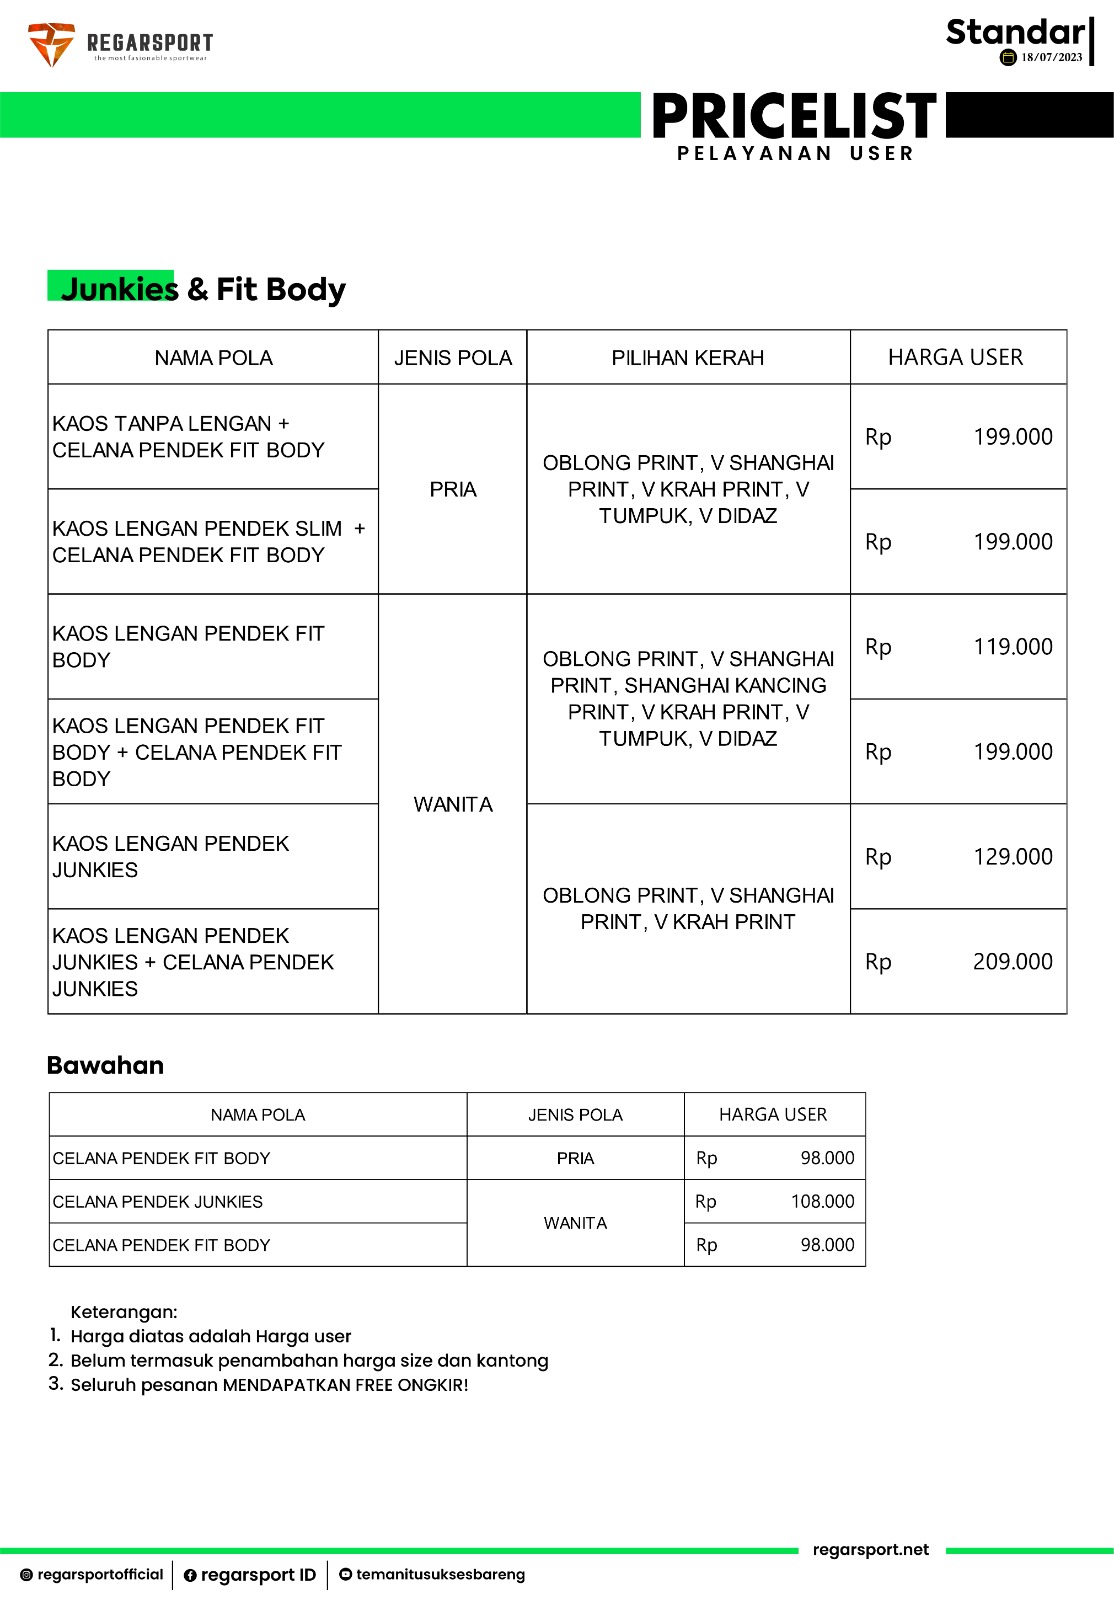 REGARSPORT
the most fasionable sportwear
Standar
18/07/2023
PRICELIST
PELAYANAN USER
Junkies & Fit Body
NAMA POLA JENIS POLA PILIHAN KERAH HARGA USER
KAOS TANPA LENGAN +
CELANA PENDEK FIT BODY
Rp 199.000
PRIA
OBLONG PRINT, V SHANGHAI
PRINT, V KRAH PRINT, V
TUMPUK, V DIDAZ
KAOS LENGAN PENDEK SLIM +
CELANA PENDEK FIT BODY
Rp 199.000
KAOS LENGAN PENDEK FIT
BODY
Rp 119.000
OBLONG PRINT, V SHANGHAI
PRINT, SHANGHAI KANCING
PRINT, V KRAH PRINT, V
TUMPUK, V DIDAZ
KAOS LENGAN PENDEK FIT
BODY + CELANA PENDEK FIT
BODY
Rp 199.000
WANITA
KAOS LENGAN PENDEK
JUNKIES
Rp 129.000
OBLONG PRINT, V SHANGHAI
PRINT, V KRAH PRINT
KAOS LENGAN PENDEK
JUNKIES + CELANA PENDEK
JUNKIES
Rp 209.000
Bawahan
NAMA POLA JENIS POLA HARGA USER
CELANA PENDEK FIT BODY PRIA Rp 98.000
CELANA PENDEK JUNKIES Rp 108.000
WANITA
CELANA PENDEK FIT BODY Rp 98.000
Keterangan:
1. Harga diatas adalah Harga user
2. Belum termasuk penambahan harga size dan kantong
3. Seluruh pesanan MENDAPATKAN FREE ONGKIR!
regarsport.net
regarsportofficial regarsport ID temanitusuksesbareng